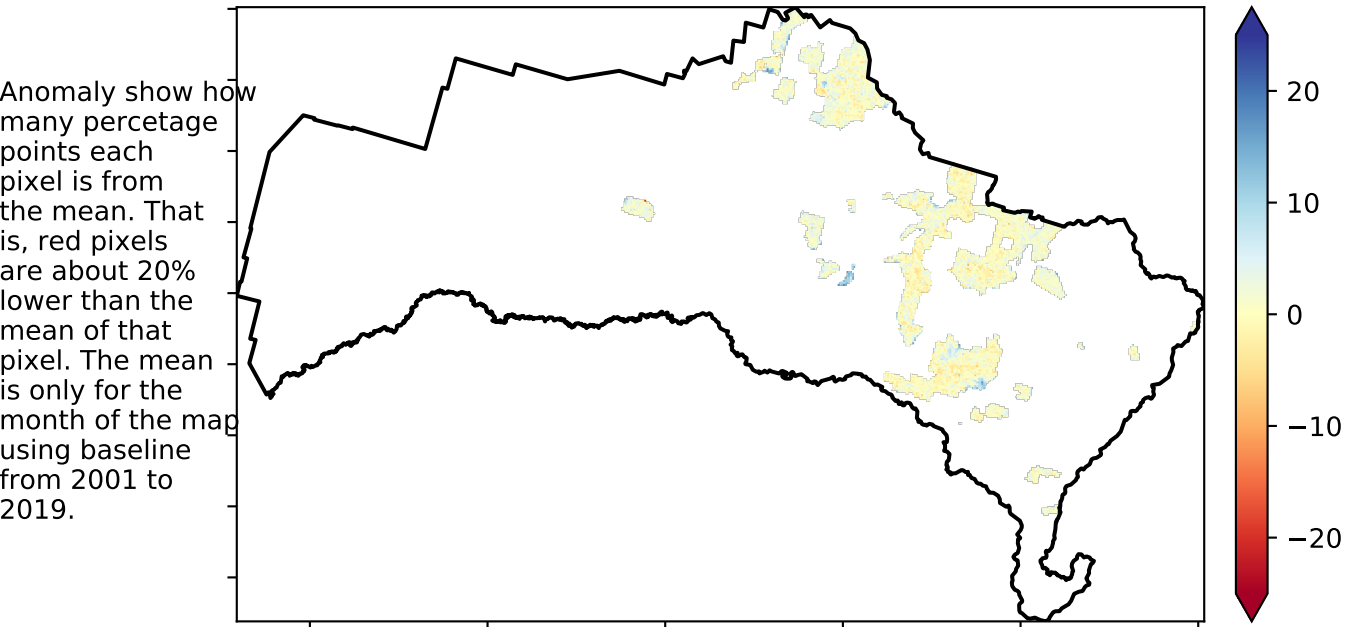 Anomaly show how
many percetage
points each
pixel is from
the mean. That
is, red pixels
are about 20%
lower than the
mean of that
pixel. The mean
is only for the
month of the map
using baseline
from 2001 to
2019.
20
10
0
−10
−20